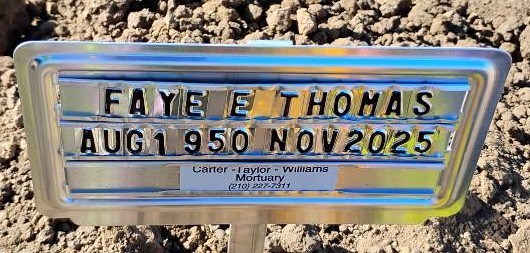 FAYE E THOMAS
AUG1 950 NOV2025
Carter - Taylor - Williams
Mortuary
(210) 227-7311